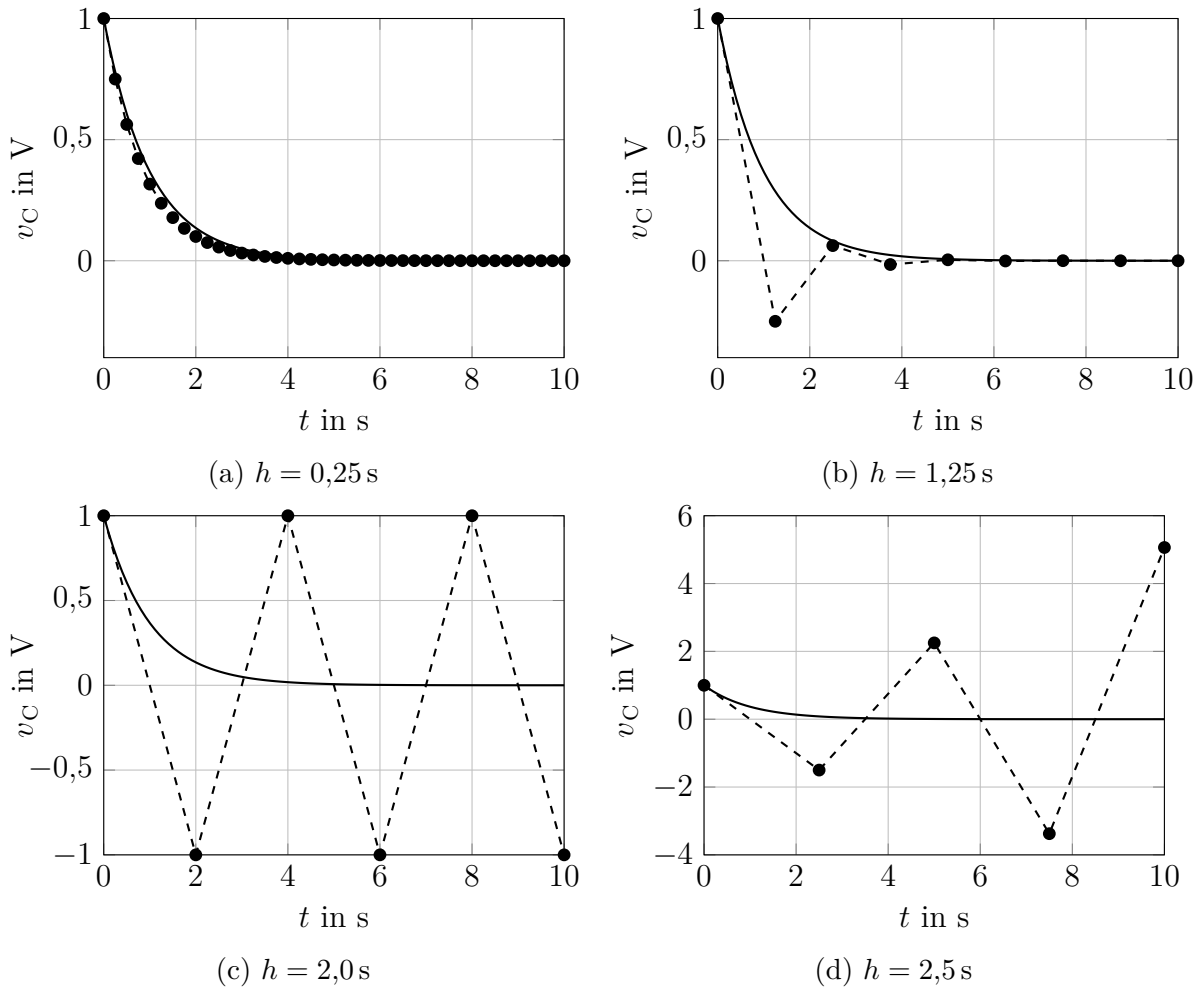 1
0,5
0
v_C in V
0 2 4 6 8 10
t in s
(a) h = 0,25 s
1
0,5
0
v_C in V
0 2 4 6 8 10
t in s
(b) h = 1,25 s
1
0,5
0
−0,5
−1
v_C in V
0 2 4 6 8 10
t in s
(c) h = 2,0 s
6
4
2
0
−2
−4
v_C in V
0 2 4 6 8 10
t in s
(d) h = 2,5 s